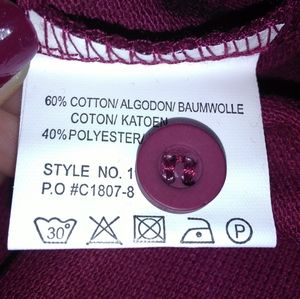 60% COTTON/ ALGODON/ BAUMWOLLE
COTON/ KATOEN
40% POLYESTER/
STYLE NO. 1
P.O #C1807-8
30°